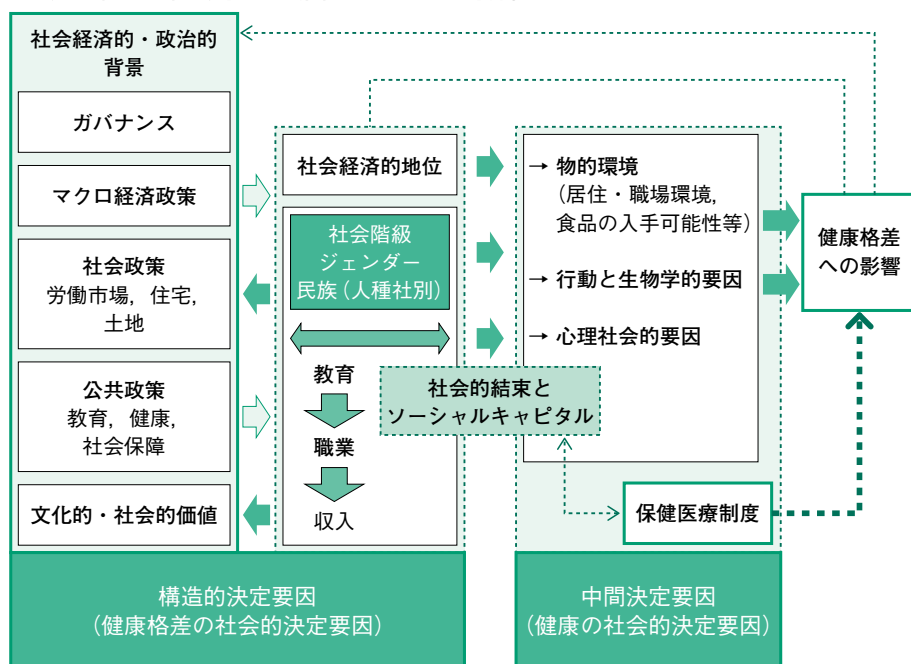 社会経済的・政治的
背景
ガバナンス
マクロ経済政策
社会政策
労働市場，住宅，
土地
公共政策
教育，健康，
社会保障
文化的・社会的価値
社会経済的地位
社会階級
ジェンダー
民族（人種社別）
教育
職業
収入
社会的結束と
ソーシャルキャピタル
→ 物的環境
（居住・職場環境，
食品の入手可能性等）
→ 行動と生物学的要因
→ 心理社会的要因
保健医療制度
健康格差
への影響
構造的決定要因
（健康格差の社会的決定要因）
中間決定要因
（健康の社会的決定要因）